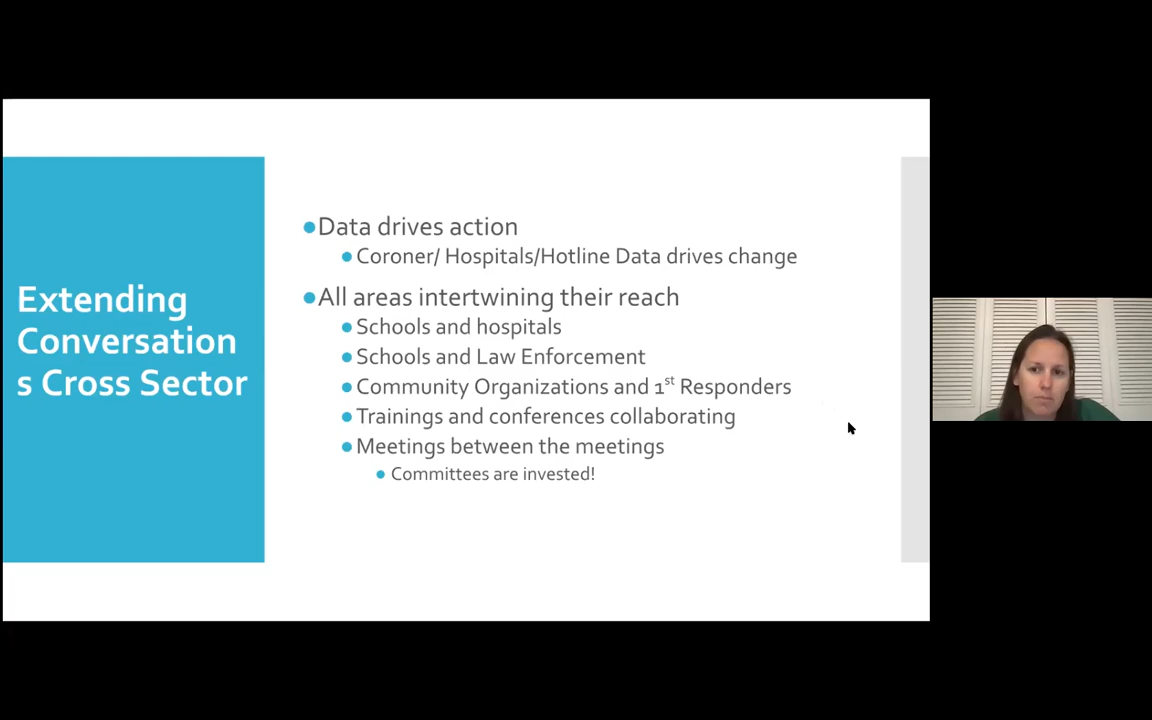 Extending
Conversation
s Cross Sector
●Data drives action
●Coroner/ Hospitals/Hotline Data drives change
●All areas intertwining their reach
●Schools and hospitals
●Schools and Law Enforcement
●Community Organizations and 1st Responders
●Trainings and conferences collaborating
●Meetings between the meetings
●Committees are invested!